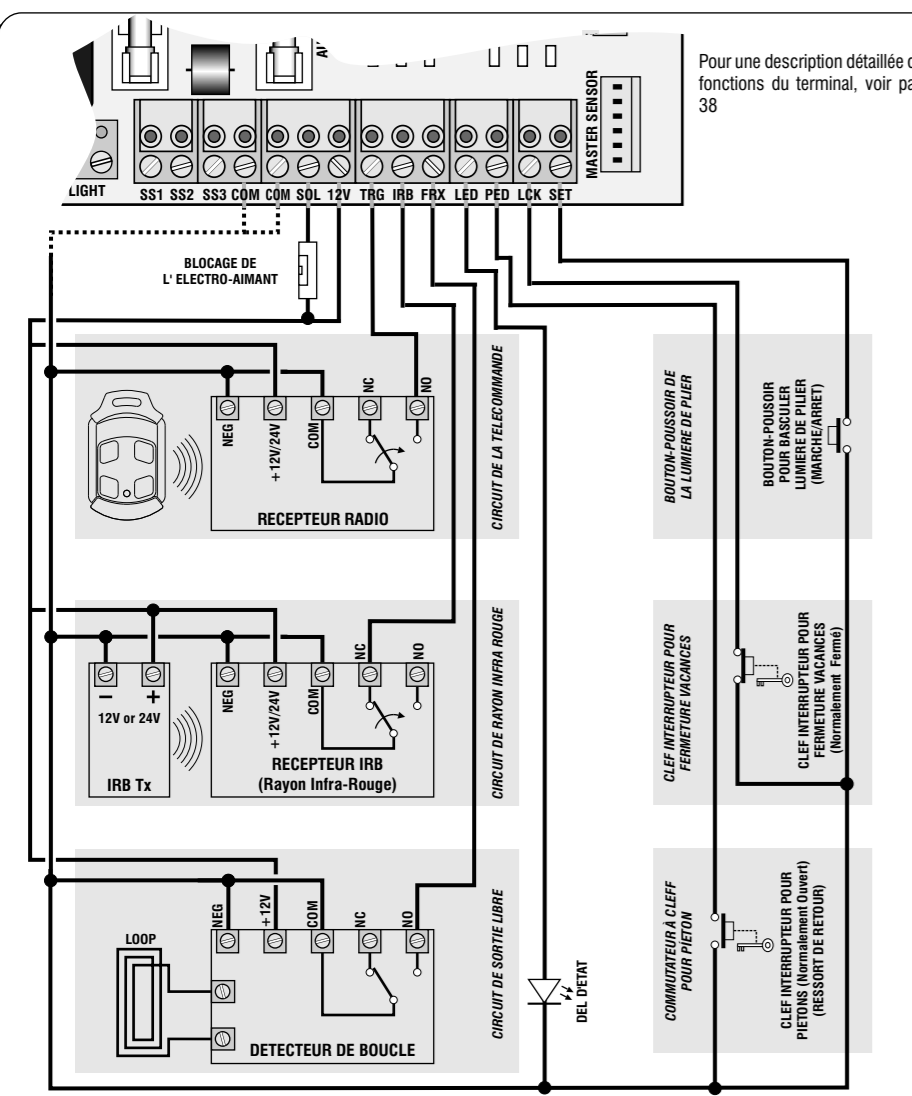 Pour une description détaillée
fonctions du terminal, voir
38
MASTER SENSOR
LIGHT
SS1 SS2 SS3 COM COM SOL 12V TRG IRB FRX LED PED LCK SET
BLOCAGE DE
L' ELECTRO-AIMANT
NEG
+12V/24V
COM
NC
NO
RECEPTEUR RADIO
CIRCUIT DE LA TELECOMMANDE
BOUTON-POUSSOIR DE
LA LUMIERE DE PLIER
BOUTON-POUSOIR
POUR BASCULER
LUMIERE DE PILIER
(MARCHE/ARRET)
– +
12V or 24V
IRB Tx
NEG
+12V/24V
COM
NC
NO
RECEPTEUR IRB
(Rayon Infra-Rouge)
CIRCUIT DE RAYON INFRA ROUGE
CLEF INTERRUPTEUR POUR
FERMETURE VACANCES
CLEF INTERRUPTEUR POUR
FERMETURE VACANCES
(Normalement Fermé)
LOOP
NEG
+12V
COM
NC
NO
DETECTEUR DE BOUCLE
CIRCUIT DE SORTIE LIBRE
DEL D'ETAT
COMMUTATEUR À CLEFF
POUR PIETON
CLEF INTERRUPTEUR POUR
PIETONS (Normalement Ouvert)
(RESSORT DE RETOUR)